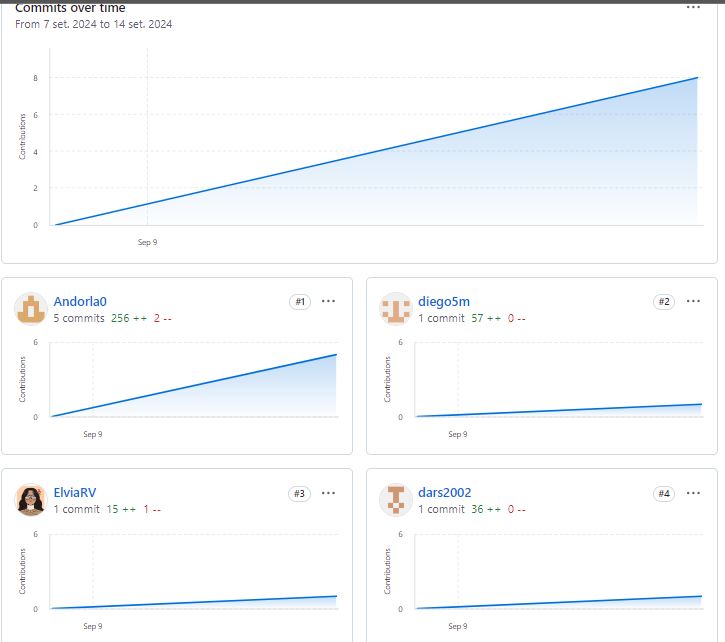 Commits over time
From 7 set. 2024 to 14 set. 2024
Contributions
8
6
4
2
0
Sep 9
Andorla0 #1
5 commits 256 ++ 2 --
Contributions
6
0
Sep 9
diego5m #2
1 commit 57 ++ 0 --
Contributions
6
0
Sep 9
ElviaRV #3
1 commit 15 ++ 1 --
Contributions
6
0
Sep 9
dars2002 #4
1 commit 36 ++ 0 --
Contributions
6
0
Sep 9